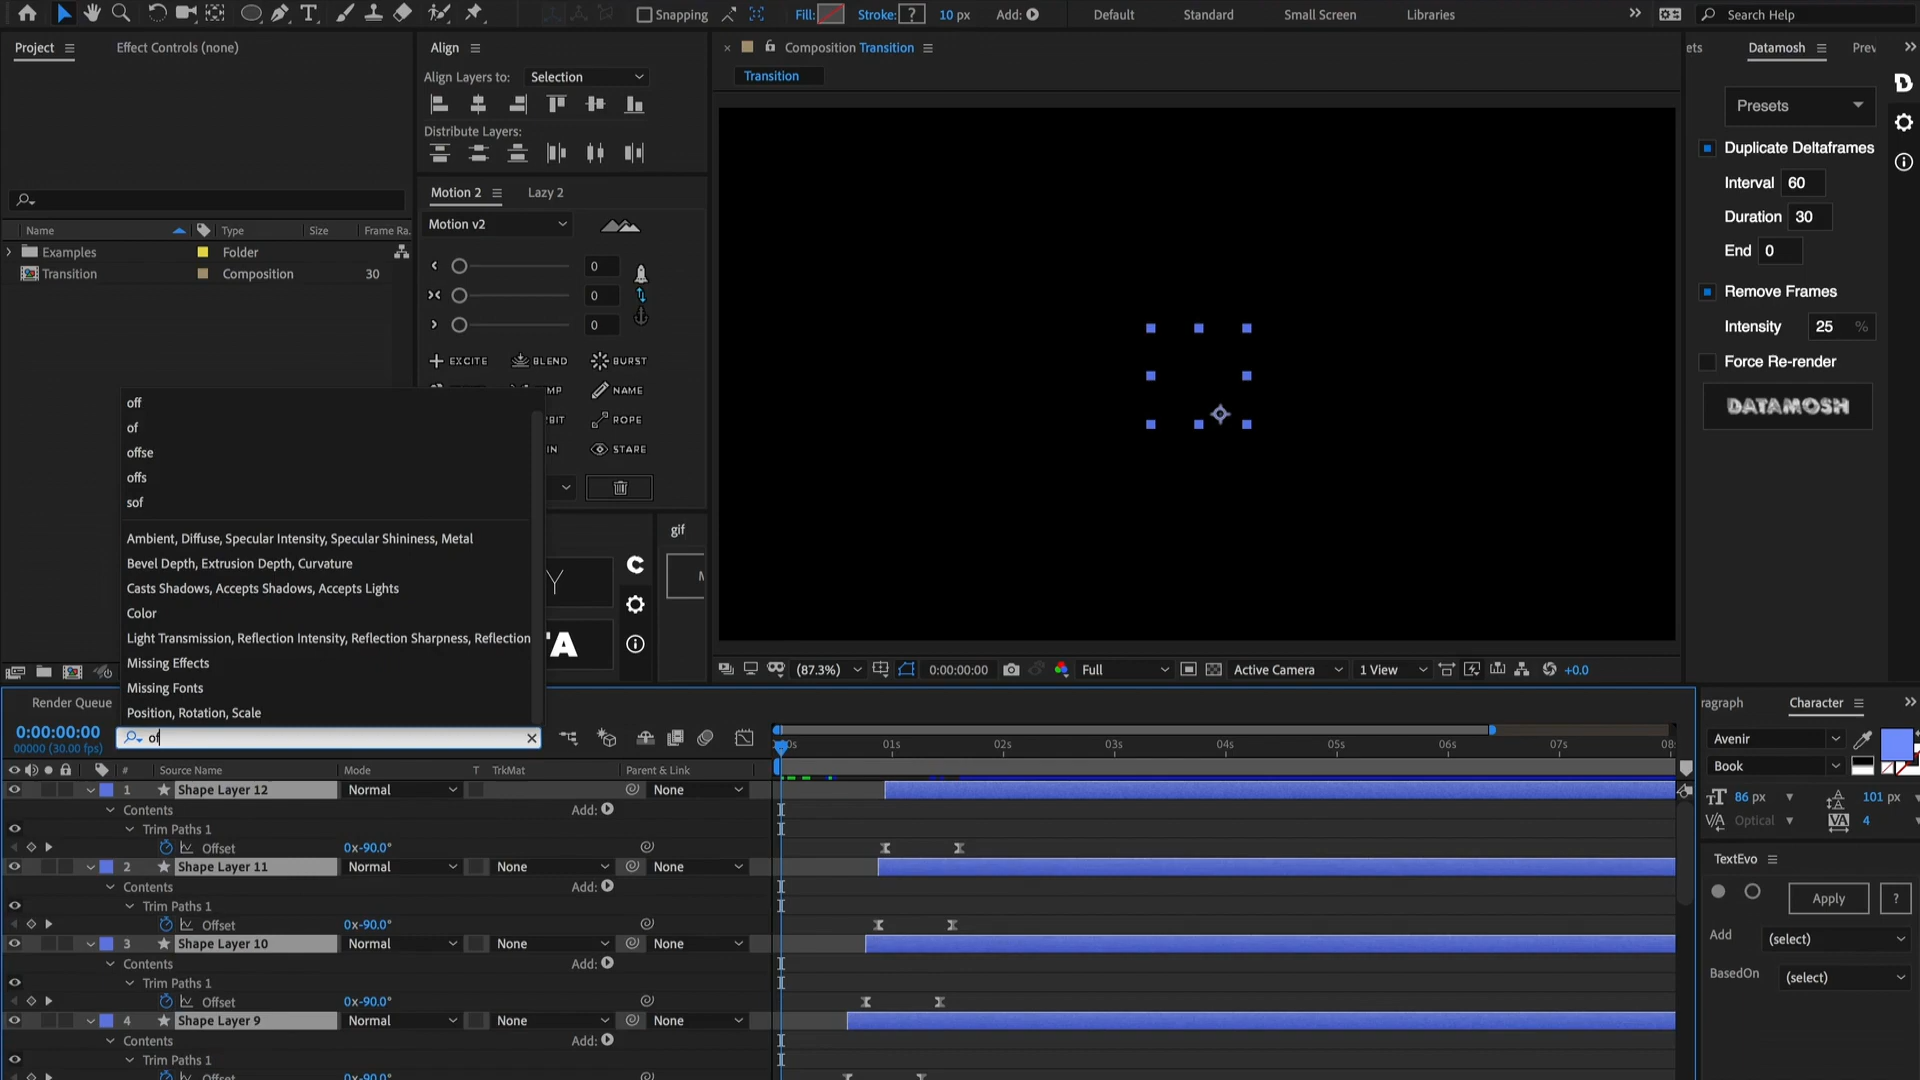 Snapping
Fill:
Stroke:
?
10 px
Add:
Default
Standard
Small Screen
Libraries
Search Help
Project
Effect Controls (none)
Align
Composition Transition
ets
Datamosh
Prev
Align Layers to:
Selection
Transition
Distribute Layers:
Presets
Duplicate Deltaframes
Interval 60
Duration 30
End 0
Remove Frames
Intensity 25 %
Force Re-render
DATAMOSH
Motion 2
Lazy 2
Motion v2
Name
Type
Size
Frame Ra.
Examples
Folder
Transition
Composition
30
0
0
0
EXCITE
BLEND
BURST
MP
NAME
BIT
ROPE
IN
STARE
off
of
offse
offs
sof
Ambient, Diffuse, Specular Intensity, Specular Shininess, Metal
Bevel Depth, Extrusion Depth, Curvature
Casts Shadows, Accepts Shadows, Accepts Lights
Color
Light Transmission, Reflection Intensity, Reflection Sharpness, Reflection
Missing Effects
Missing Fonts
Position, Rotation, Scale
gif
Y
TA
(87.3%)
0:00:00:00
Full
Active Camera
1 View
+0.0
Render Queue
0:00:00:00
00000 (30.00 fps)
of
01s
02s
03s
04s
05s
06s
07s
08s
# Source Name
Mode
T TrkMat
Parent & Link
1 Shape Layer 12
Normal
None
Contents
Add:
Trim Paths 1
Offset
0x-90.0°
2 Shape Layer 11
Normal
None
None
Contents
Add:
Trim Paths 1
Offset
0x-90.0°
3 Shape Layer 10
Normal
None
None
Contents
Add:
Trim Paths 1
Offset
0x-90.0°
4 Shape Layer 9
Normal
None
None
Contents
Add:
Trim Paths 1
ragraph
Character
Avenir
Book
86 px
101 px
Optical
4
TextEvo
Apply
?
Add
(select)
BasedOn
(select)